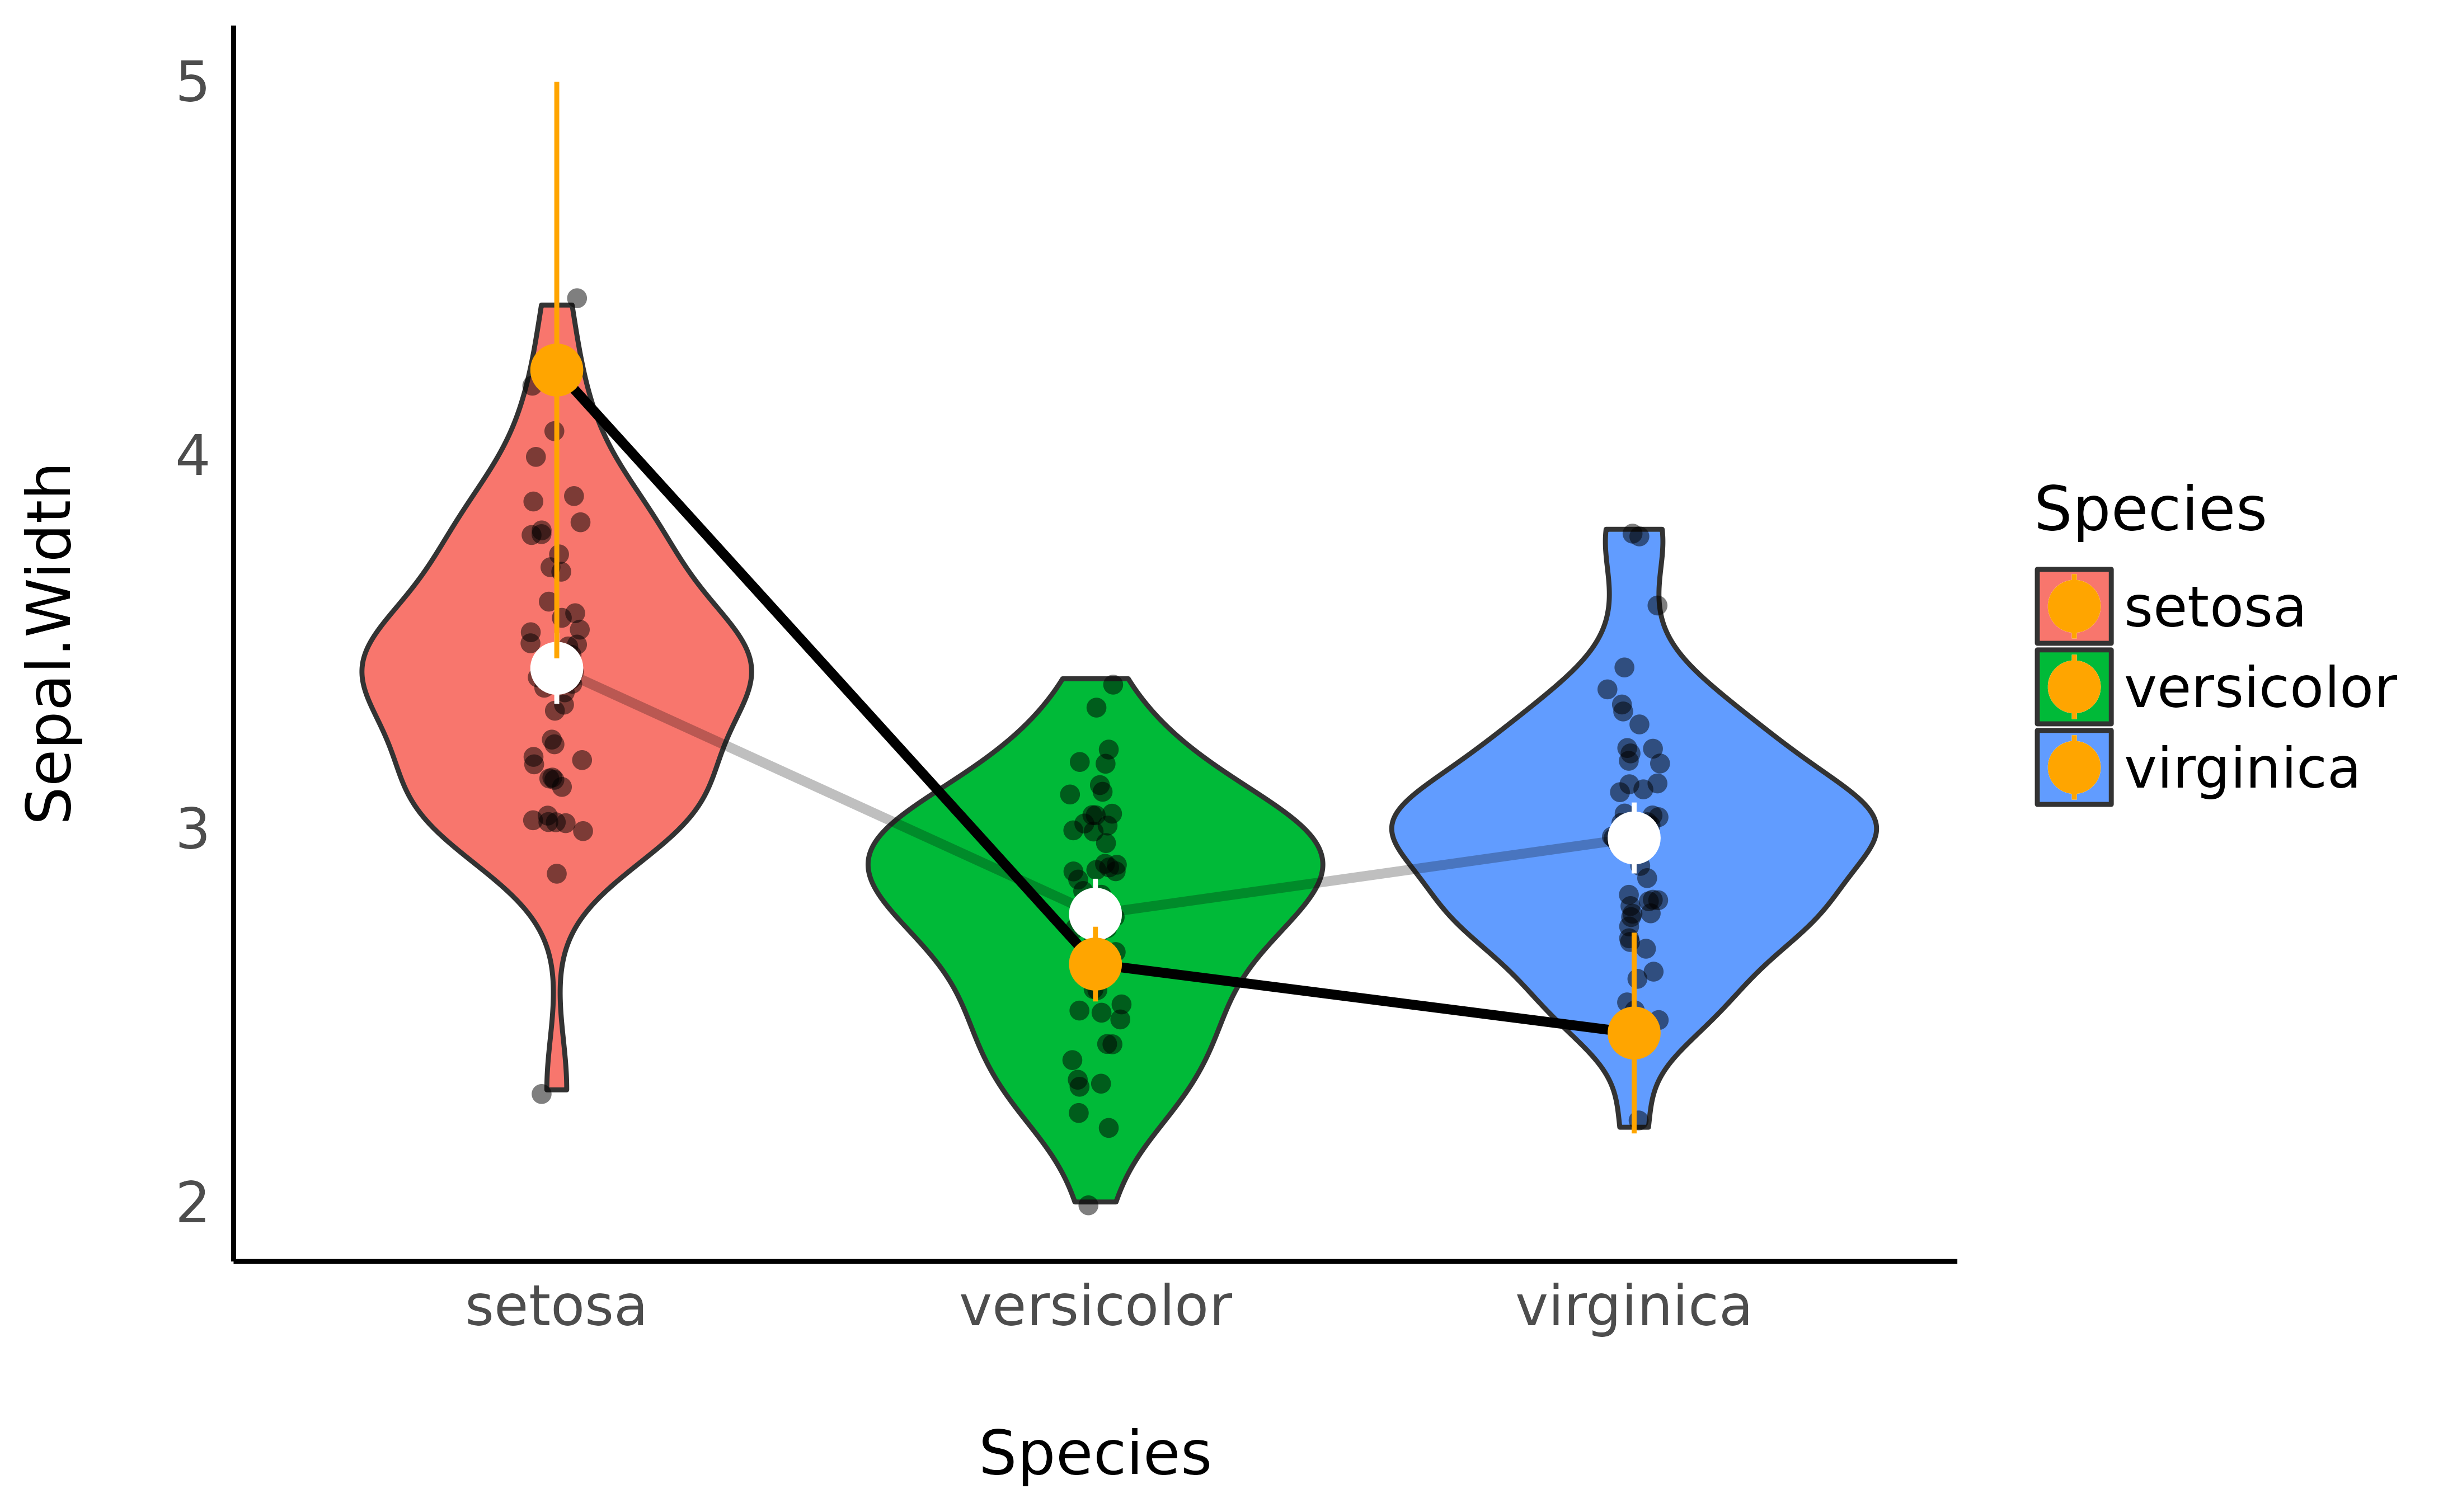 Sepal.Width
5
4
3
2
setosa
versicolor
virginica
Species
Species
setosa
versicolor
virginica